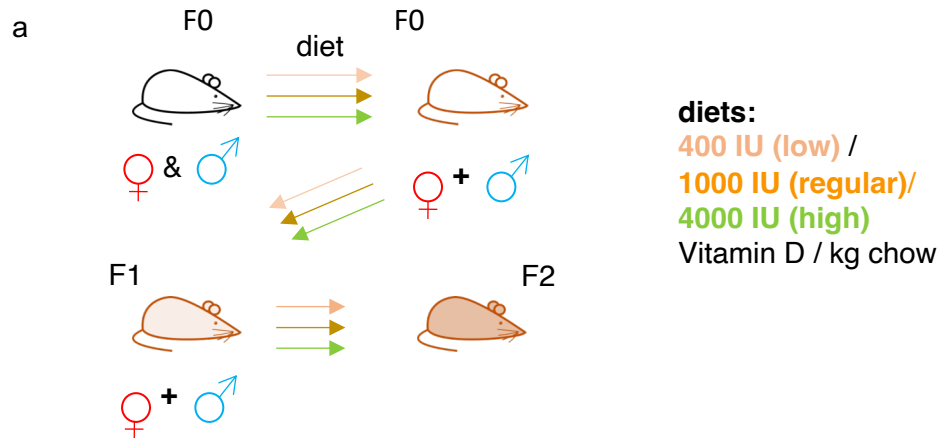 a
F0
diet
F0
&
+
diets:
400 IU (low) /
1000 IU (regular)/
4000 IU (high)
Vitamin D / kg chow
F1
F2
+